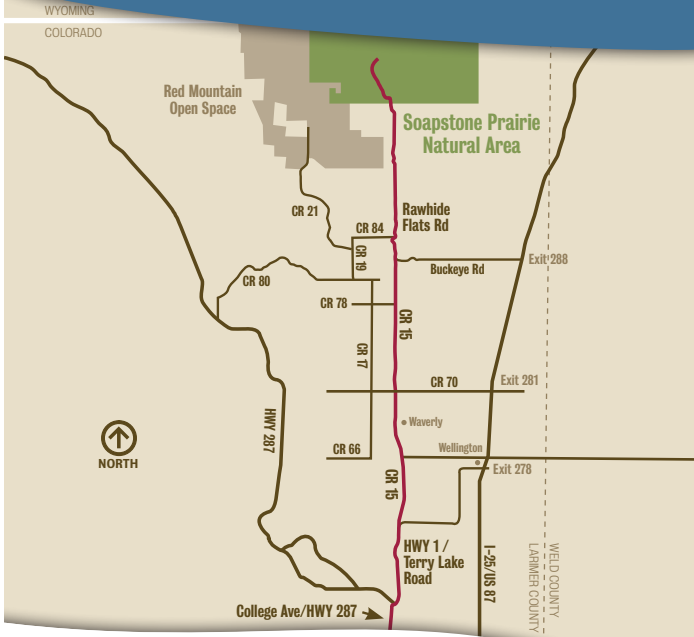 WYOMING
COLORADO
Red Mountain
Open Space
Soapstone Prairie
Natural Area
CR 21
Rawhide
Flats Rd
CR 84
CR 19
Exit 288
Buckeye Rd
CR 80
CR 78
CR 15
CR 17
CR 70
Exit 281
HWY 287
Waverly
NORTH
CR 66
Wellington
Exit 278
CR 15
HWY 1 /
Terry Lake
Road
I-25/US 87
LARIMER COUNTY
WELD COUNTY
College Ave/HWY 287